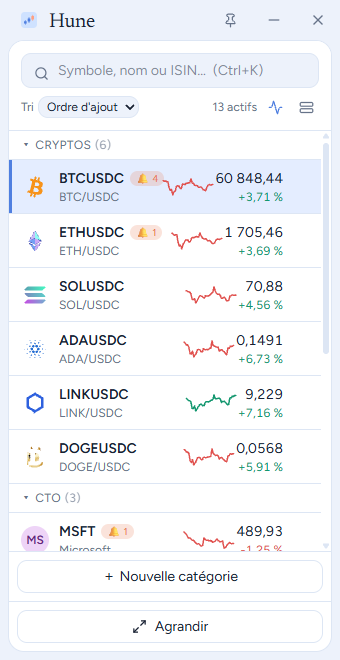 Hune
Symbole, nom ou ISIN... (Ctrl+K)
Tri Ordre d'ajout 13 actifs
CRYPTOS (6)
BTCUSDC 4 60 848,44
BTC/USDC +3,71 %
ETHUSDC 1 1 705,46
ETH/USDC +3,69 %
SOLUSDC 70,88
SOL/USDC +4,56 %
ADAUSDC 0,1491
ADA/USDC +6,73 %
LINKUSDC 9,229
LINK/USDC +7,16 %
DOGEUSDC 0,0568
DOGE/USDC +5,91 %
CTO (3)
MS MSFT 1 489,93
Microsoft -1,25 %
+ Nouvelle catégorie
Agrandir